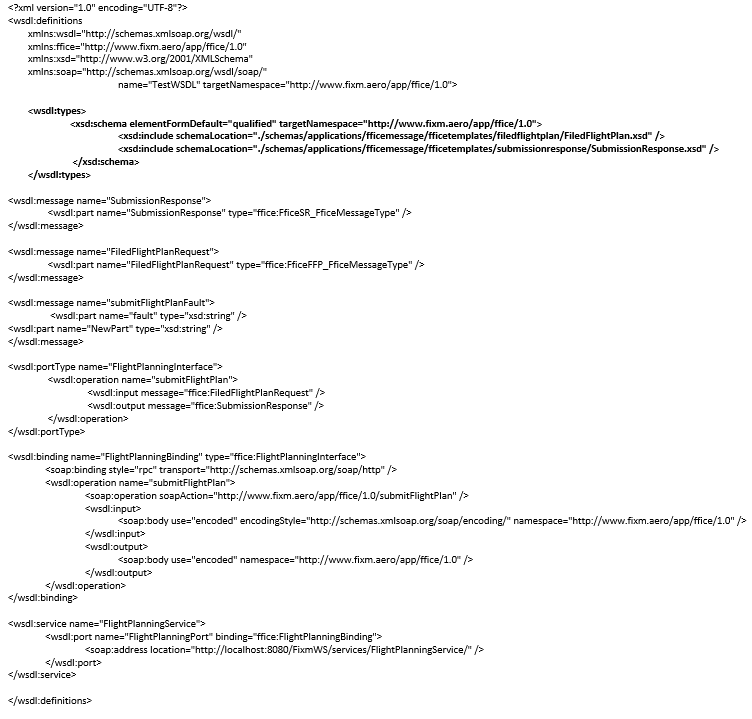 <?xml version="1.0" encoding="UTF-8"?>
<wsdl:definitions
xmlns:wsdl="http://schemas.xmlsoap.org/wsdl/"
xmlns:ffice="http://www.fixm.aero/app/ffice/1.0"
xmlns:xsd="http://www.w3.org/2001/XMLSchema"
xmlns:soap="http://schemas.xmlsoap.org/wsdl/soap/"
name="TestWSDL" targetNamespace="http://www.fixm.aero/app/ffice/1.0">
<wsdl:types>
<xsd:schema elementFormDefault="qualified" targetNamespace="http://www.fixm.aero/app/ffice/1.0">
<xsd:include schemaLocation="./schemas/applications/fficemessage/fficetemplates/filedflightplan/FiledFlightPlan.xsd" />
<xsd:include schemaLocation="./schemas/applications/fficemessage/fficetemplates/submissionresponse/SubmissionResponse.xsd" />
</xsd:schema>
</wsdl:types>
<wsdl:message name="SubmissionResponse">
<wsdl:part name="SubmissionResponse" type="ffice:FficeSR_FficeMessageType" />
</wsdl:message>
<wsdl:message name="FiledFlightPlanRequest">
<wsdl:part name="FiledFlightPlanRequest" type="ffice:FficeFFP_FficeMessageType" />
</wsdl:message>
<wsdl:message name="submitFlightPlanFault">
<wsdl:part name="fault" type="xsd:string" />
<wsdl:part name="NewPart" type="xsd:string" />
</wsdl:message>
<wsdl:portType name="FlightPlanningInterface">
<wsdl:operation name="submitFlightPlan">
<wsdl:input message="ffice:FiledFlightPlanRequest" />
<wsdl:output message="ffice:SubmissionResponse" />
</wsdl:operation>
</wsdl:portType>
<wsdl:binding name="FlightPlanningBinding" type="ffice:FlightPlanningInterface">
<soap:binding style="rpc" transport="http://schemas.xmlsoap.org/soap/http" />
<wsdl:operation name="submitFlightPlan">
<soap:operation soapAction="http://www.fixm.aero/app/ffice/1.0/submitFlightPlan" />
<wsdl:input>
<soap:body use="encoded" encodingStyle="http://schemas.xmlsoap.org/soap/encoding/" namespace="http://www.fixm.aero/app/ffice/1.0" />
</wsdl:input>
<wsdl:output>
<soap:body use="encoded" namespace="http://www.fixm.aero/app/ffice/1.0" />
</wsdl:output>
</wsdl:operation>
</wsdl:binding>
<wsdl:service name="FlightPlanningService">
<wsdl:port name="FlightPlanningPort" binding="ffice:FlightPlanningBinding">
<soap:address location="http://localhost:8080/FixmWS/services/FlightPlanningService/" />
</wsdl:port>
</wsdl:service>
</wsdl:definitions>